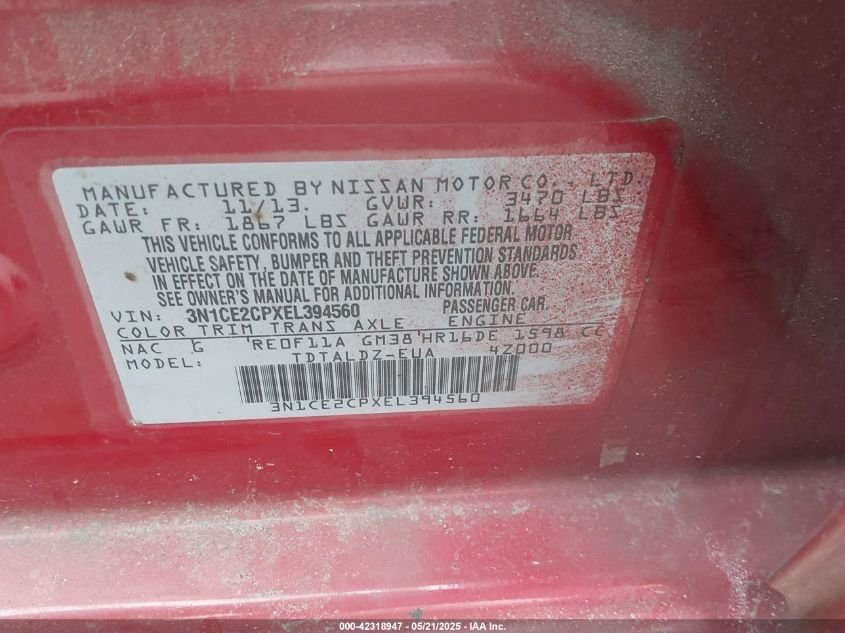 MANUFACTURED BY NISSAN MOTOR CO., LTD.
DATE: 11/13. GVWR: 3470 LBS
GAWR FR: 1867 LBS GAWR RR: 1664 LBS
THIS VEHICLE CONFORMS TO ALL APPLICABLE FEDERAL MOTOR
VEHICLE SAFETY, BUMPER AND THEFT PREVENTION STANDARDS
IN EFFECT ON THE DATE OF MANUFACTURE SHOWN ABOVE.
SEE OWNER'S MANUAL FOR ADDITIONAL INFORMATION.
VIN: 3N1CE2CPXEL394560 PASSENGER CAR.
COLOR TRIM TRANS AXLE ENGINE
NAC G RE0F11A GM38 HR16DE 1598 CC
MODEL: TDTALDZ-EUA 4Z000
3N1CE2CPXEL394560
000-42318947 — 05/21/2025 — IAA Inc.